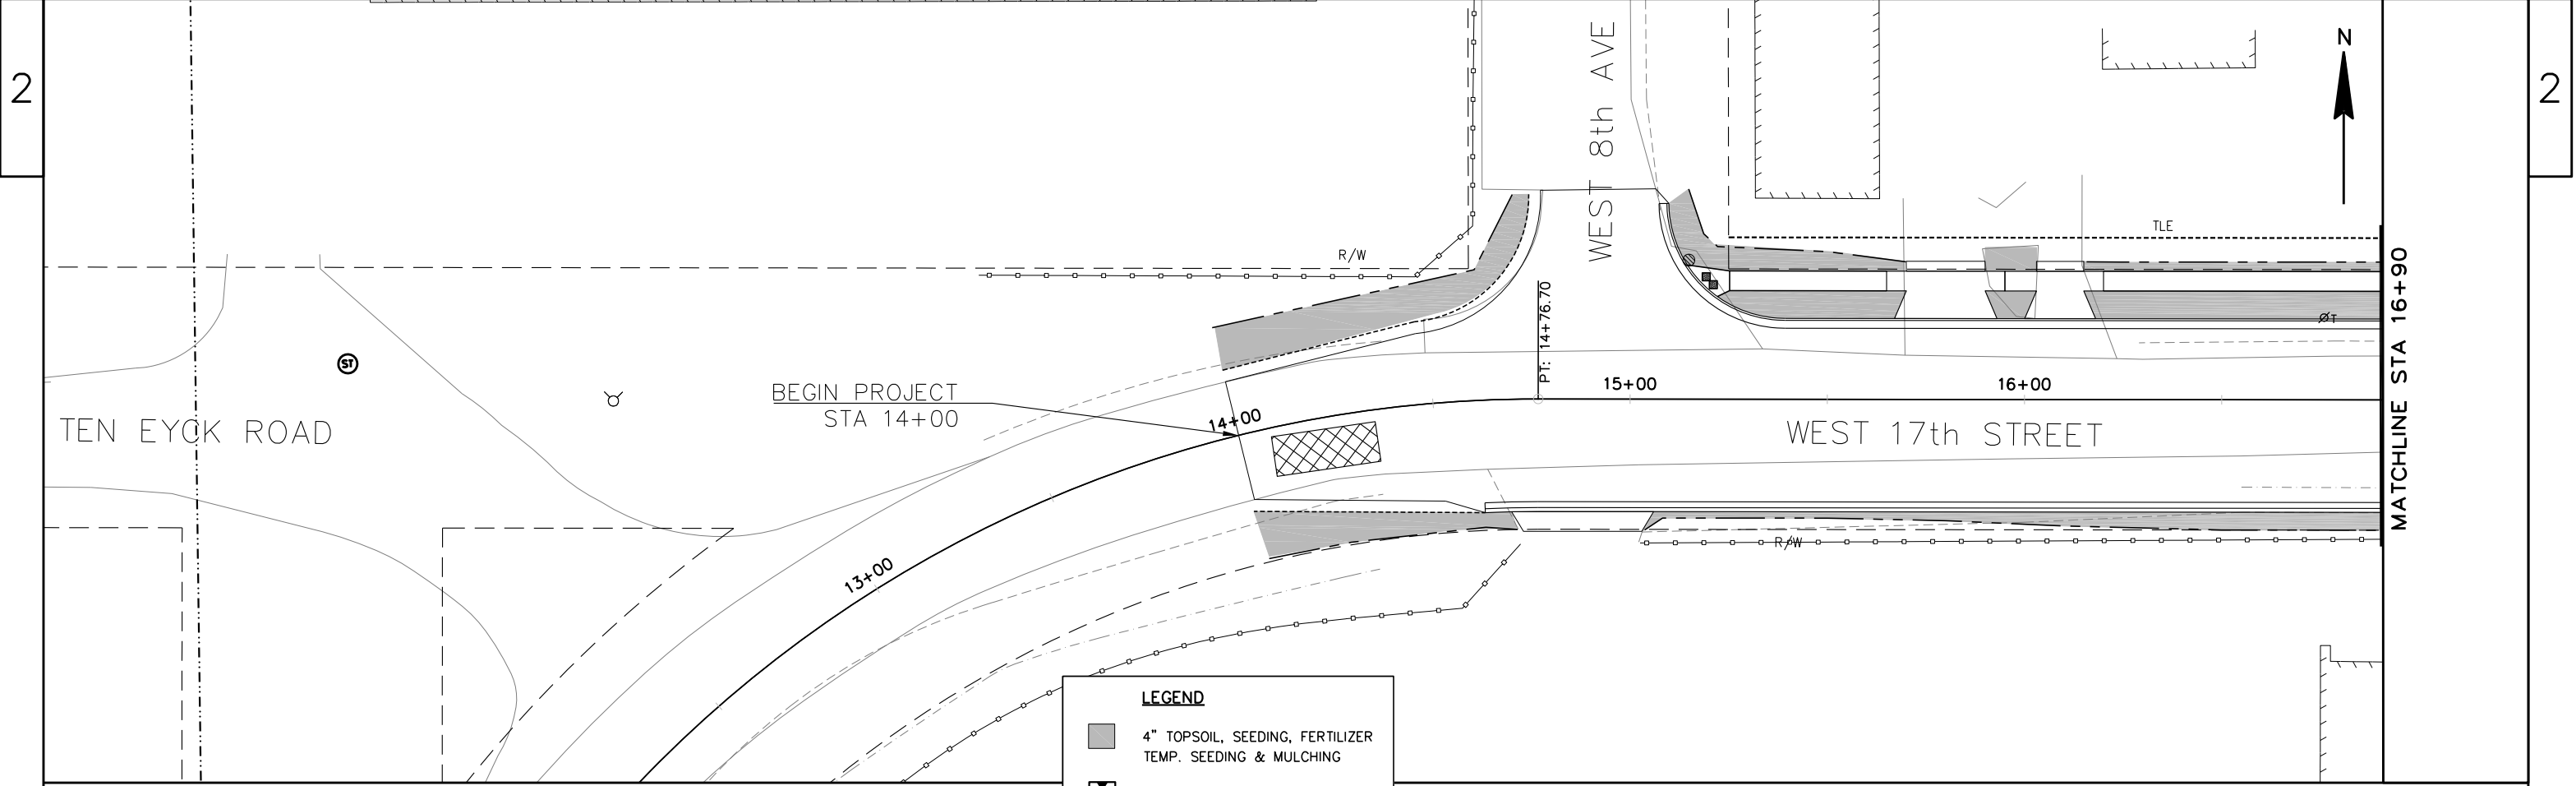 2
2
N
WEST 8th AVE
TLE
R/W
PT: 14+76.70
15+00
16+00
MATCHLINE STA 16+90
ST
BEGIN PROJECT
STA 14+00
14+00
T
TEN EYCK ROAD
WEST 17th STREET
R/W
13+00
LEGEND
4" TOPSOIL, SEEDING, FERTILIZER
TEMP. SEEDING & MULCHING